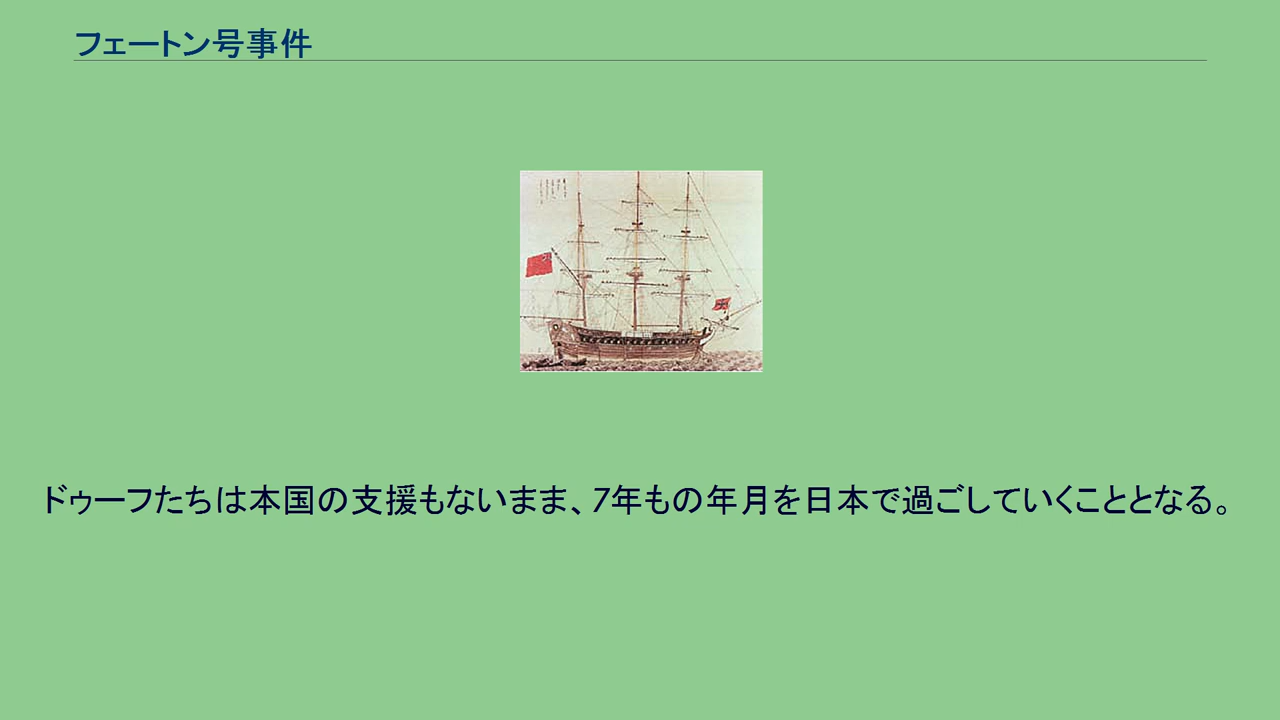 フェートン号事件
ドゥーフたちは本国の支援もないまま、7年もの年月を日本で過ごしていくこととなる。